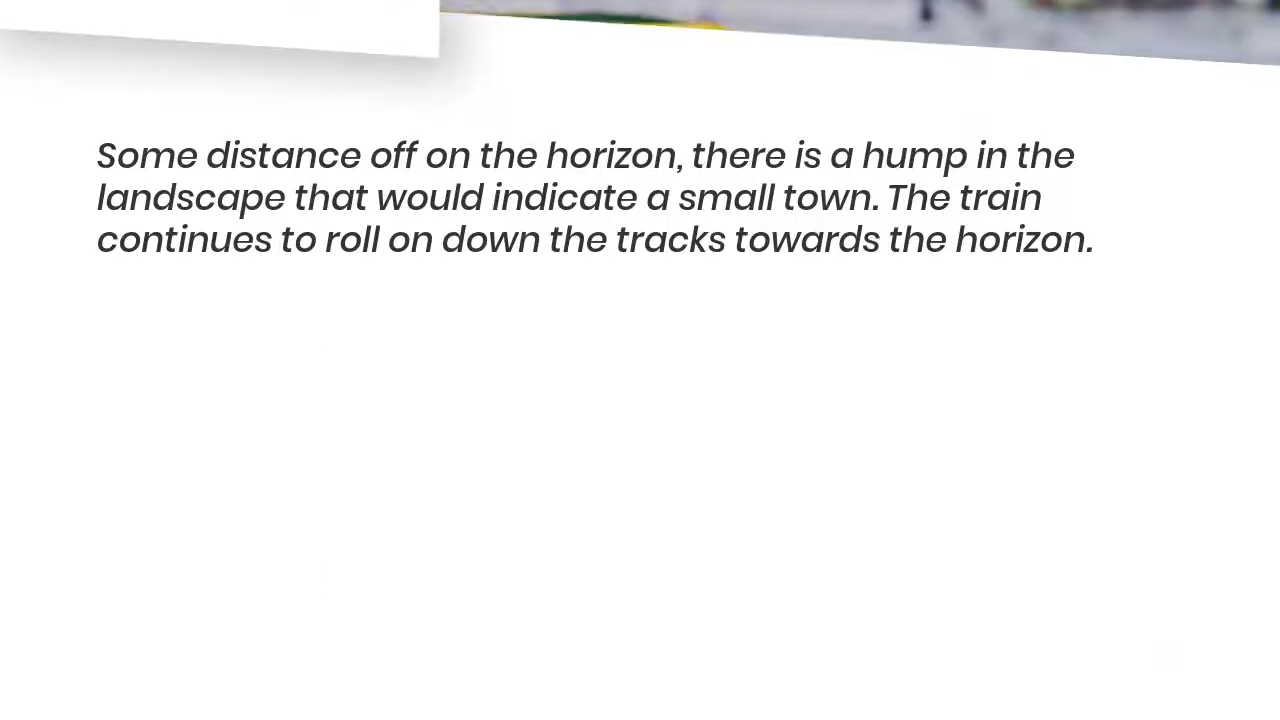 Some distance off on the horizon, there is a hump in the
landscape that would indicate a small town. The train
continues to roll on down the tracks towards the horizon.